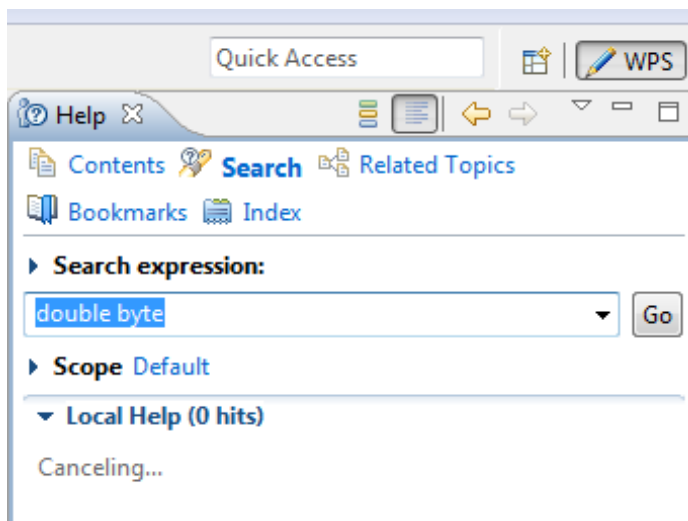 Quick Access WPS
Help
Contents Search Related Topics
Bookmarks Index
Search expression:
double byte Go
Scope Default
Local Help (0 hits)
Canceling...